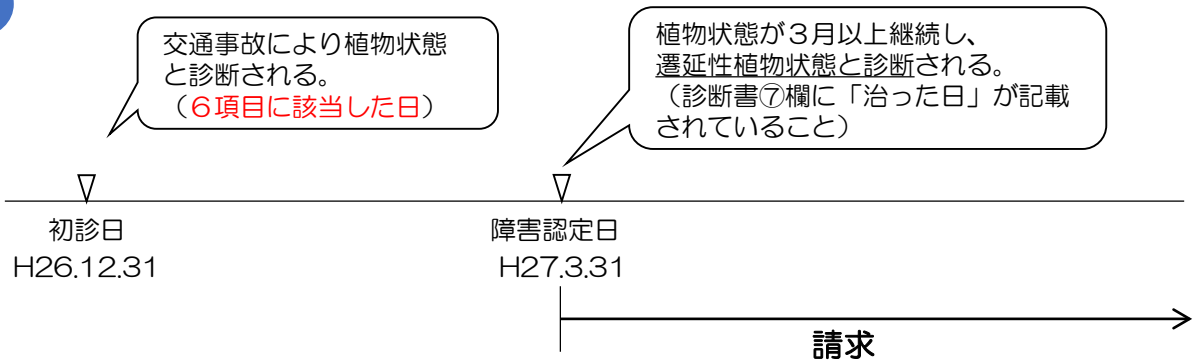 交通事故により植物状態
と診断される。
（６項目に該当した日）
植物状態が３月以上継続し、
遷延性植物状態と診断される。
（診断書⑦欄に「治った日」が記載
されていること）
初診日
H26.12.31
障害認定日
H27.3.31
請求